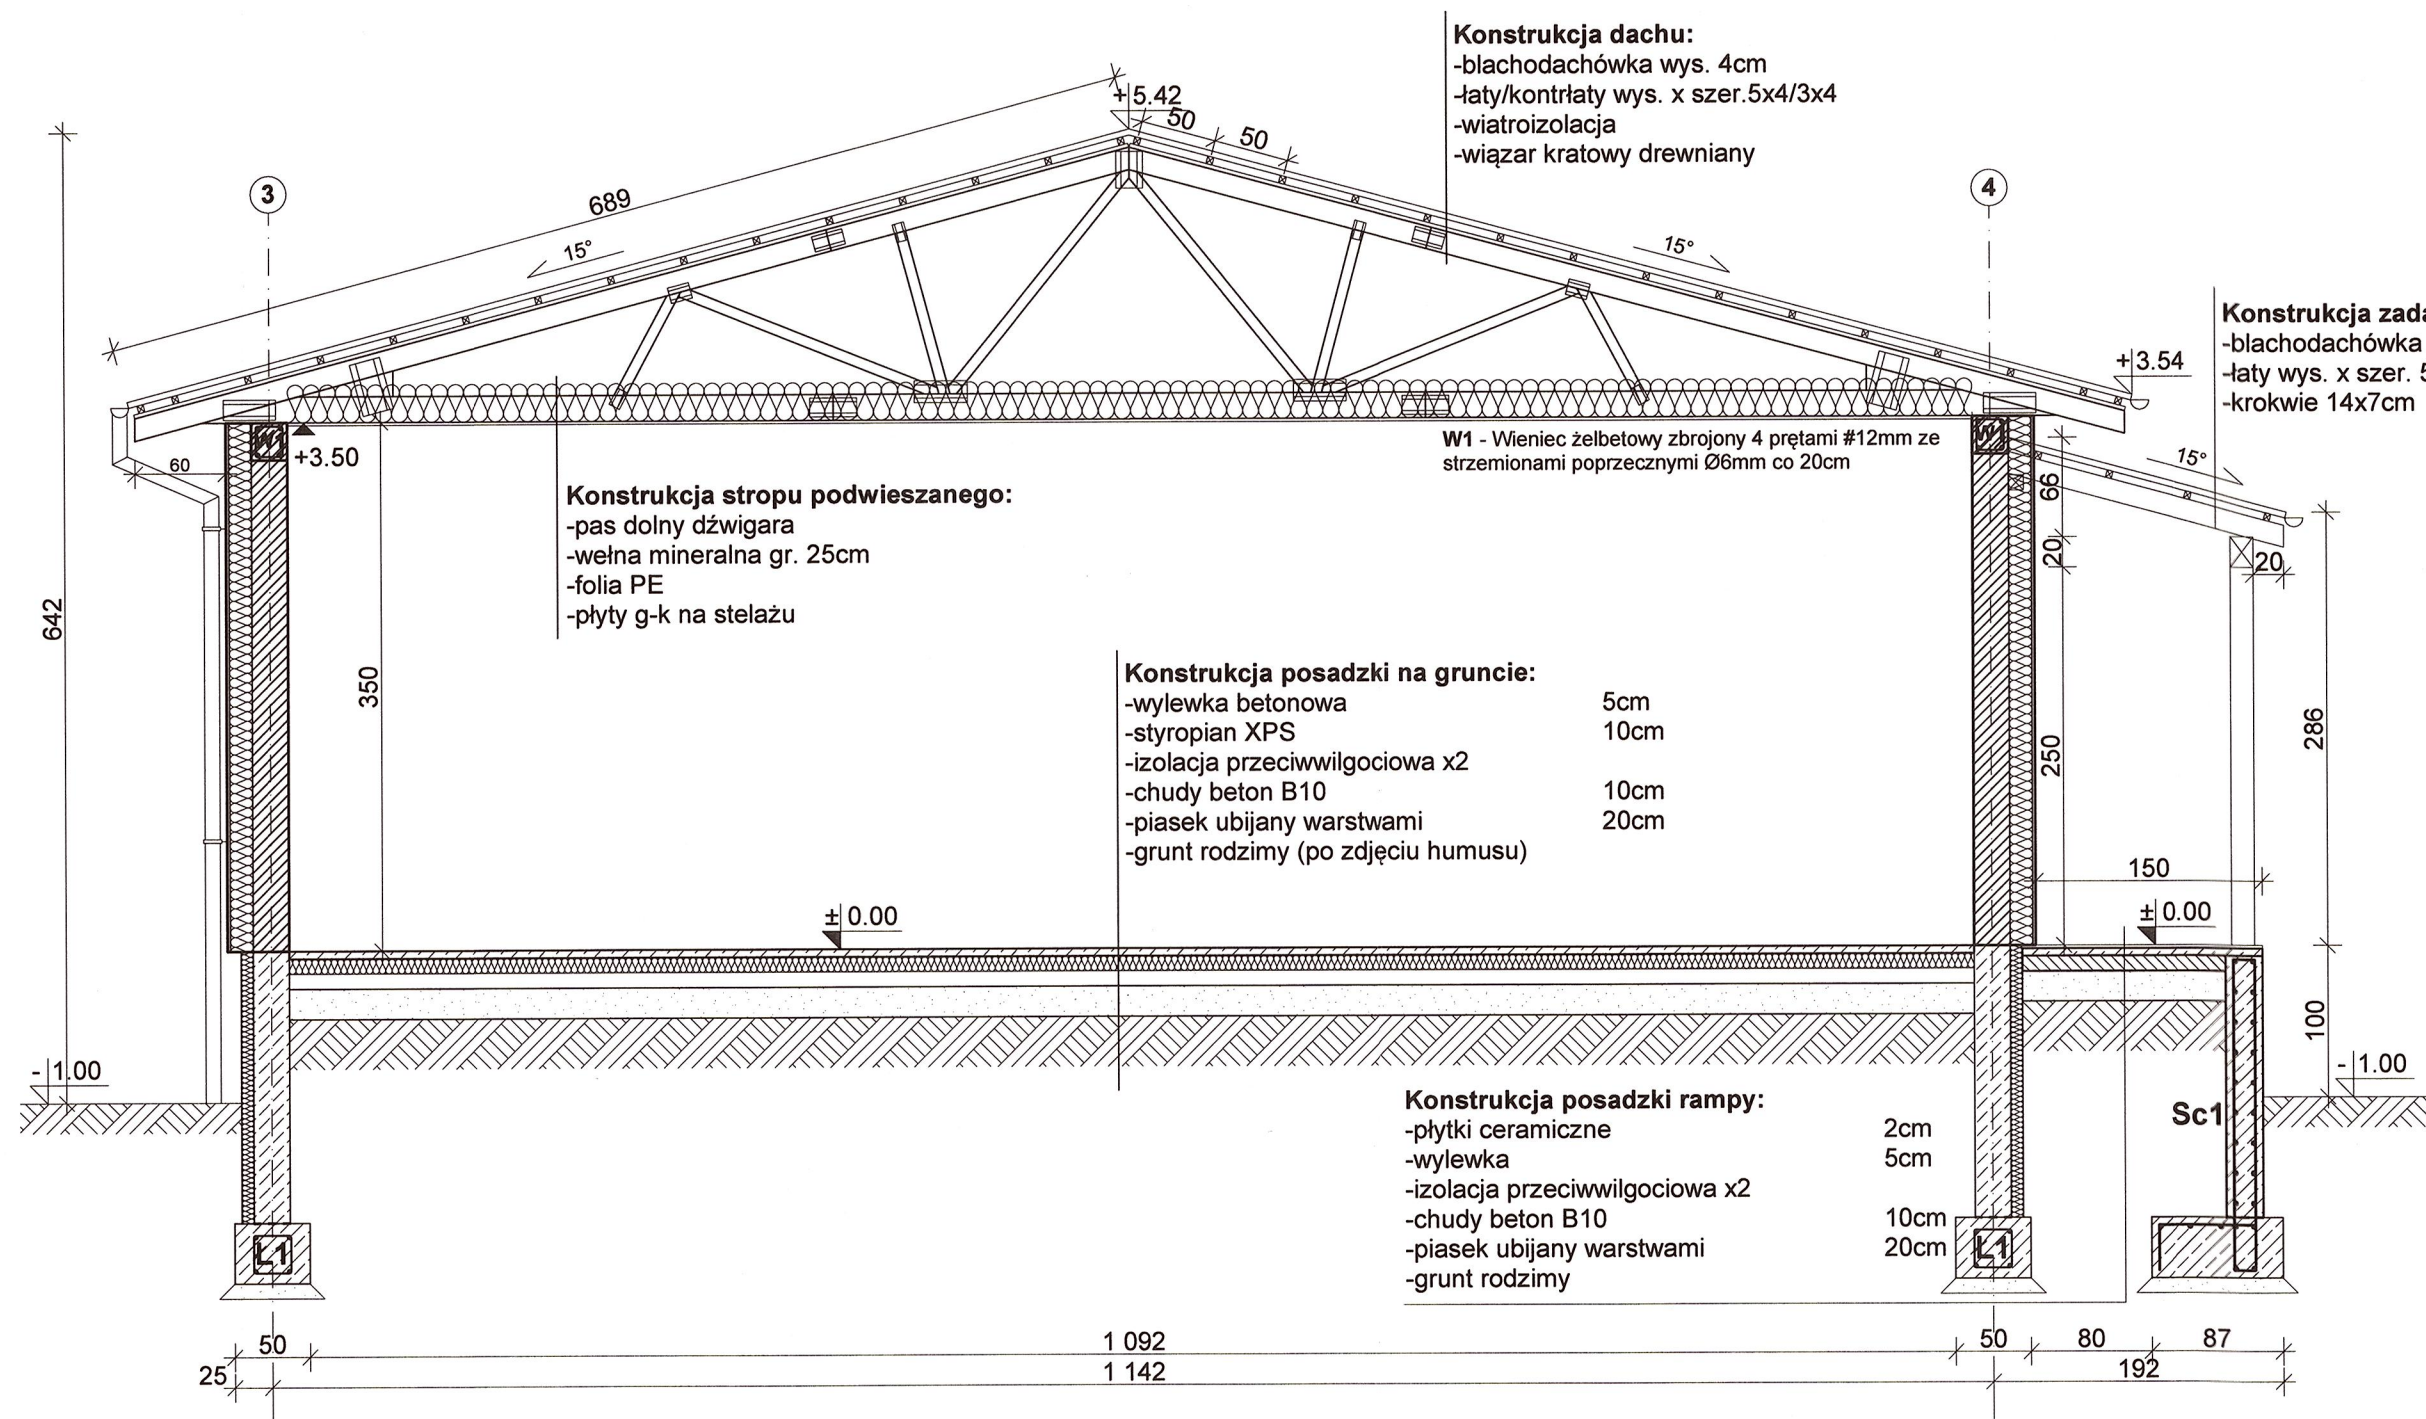 Konstrukcja dachu:
-blachodachówka wys. 4cm
-łaty/kontrłaty wys. x szer.5x4/3x4
-wiatroizolacja
-wiązar kratowy drewniany
+5.42
50
50
689
15°
15°
3
4
Konstrukcja
-blachodachówka
-łaty wys. x szer.
-krokwie 14x7cm
+3.54
W1
+3.50
W1
W1 - Wieniec żelbetowy zbrojony 4 prętami #12mm ze
strzemionami poprzecznymi Ø6mm co 20cm
15°
60
66
20
20
Konstrukcja stropu podwieszanego:
-pas dolny dźwigara
-wełna mineralna gr. 25cm
-folia PE
-płyty g-k na stelażu
642
350
250
286
Konstrukcja posadzki na gruncie:
-wylewka betonowa 5cm
-styropian XPS 10cm
-izolacja przeciwwilgociowa x2
-chudy beton B10 10cm
-piasek ubijany warstwami 20cm
-grunt rodzimy (po zdjęciu humusu)
150
± 0.00
± 0.00
100
- 1.00
- 1.00
Sc1
Konstrukcja posadzki rampy:
-płytki ceramiczne 2cm
-wylewka 5cm
-izolacja przeciwwilgociowa x2
-chudy beton B10 10cm
-piasek ubijany warstwami 20cm
-grunt rodzimy
L1
L1
50
1 092
50
80
87
25
1 142
192